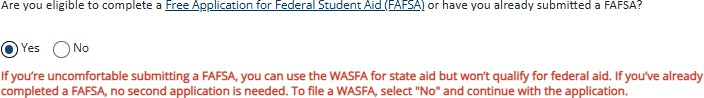 Are you eligible to complete a Free Application for Federal Student Aid (FAFSA) or have you already submitted a FAFSA?
Yes No
If you're uncomfortable submitting a FAFSA, you can use the WASFA for state aid but won't qualify for federal aid. If you've already
completed a FAFSA, no second application is needed. To file a WASFA, select "No" and continue with the application.